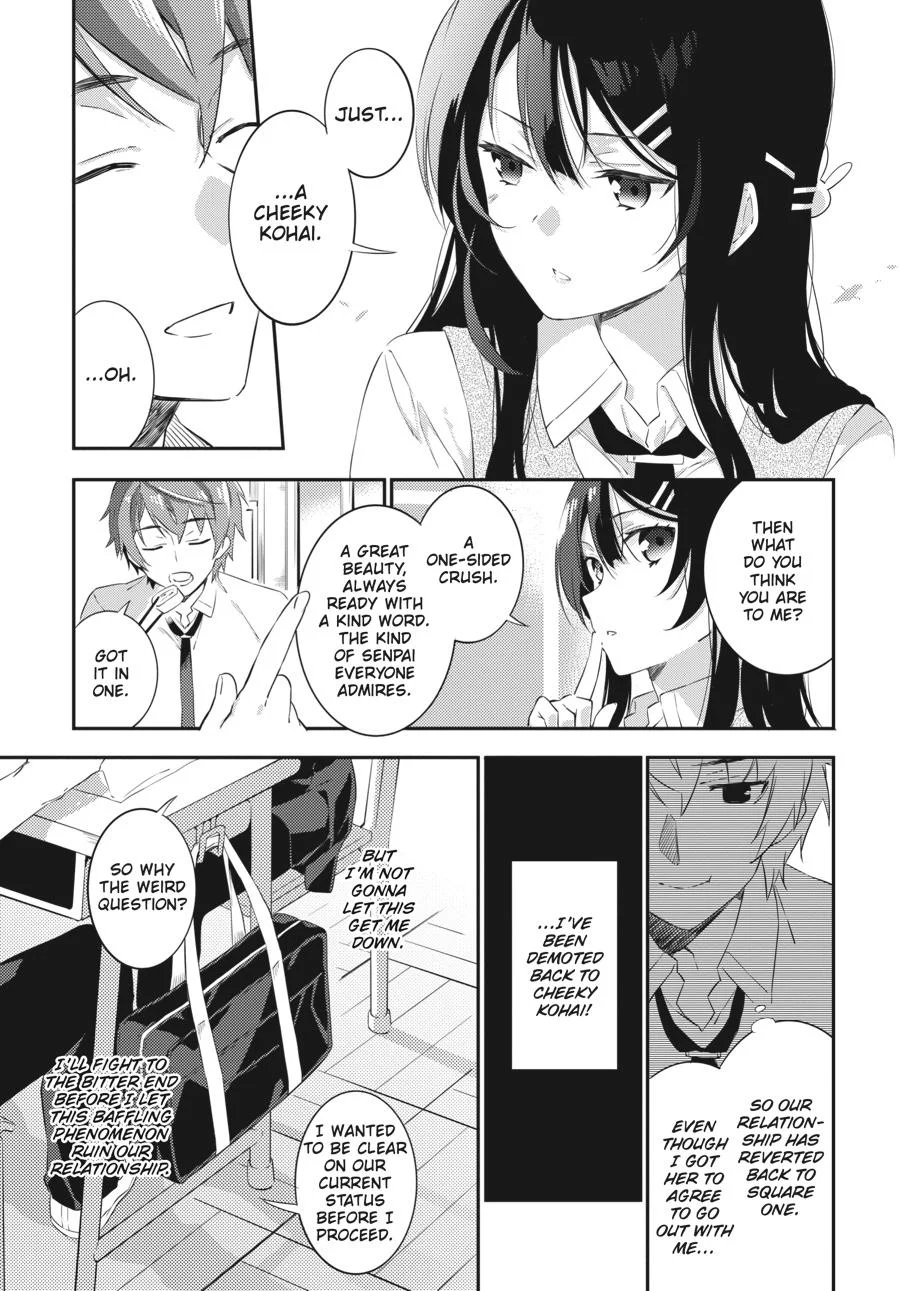 JUST...
...A
CHEEKY
KOHAI.
...OH.
THEN
WHAT
DO YOU
THINK
YOU ARE
TO ME?
A
ONE-SIDED
CRUSH.
A GREAT
BEAUTY,
ALWAYS
READY WITH
A KIND WORD.
THE KIND
OF SENPAI
EVERYONE
ADMIRES.
GOT
IT IN
ONE.
SO OUR
RELATION-
SHIP HAS
REVERTED
BACK TO
SQUARE
ONE.
EVEN
THOUGH
I GOT
HER TO
AGREE
TO GO
OUT WITH
ME...
...I'VE
BEEN
DEMOTED
BACK TO
CHEEKY
KOHAI!
BUT
I'M NOT
GONNA
LET THIS
GET ME
DOWN.
SO WHY
THE WEIRD
QUESTION?
I WANTED
TO BE CLEAR
ON OUR
CURRENT
STATUS
BEFORE I
PROCEED.
I'LL FIGHT TO
THE BITTER END
BEFORE I LET
THIS BAFFLING
PHENOMENON
RUIN OUR
RELATIONSHIP.